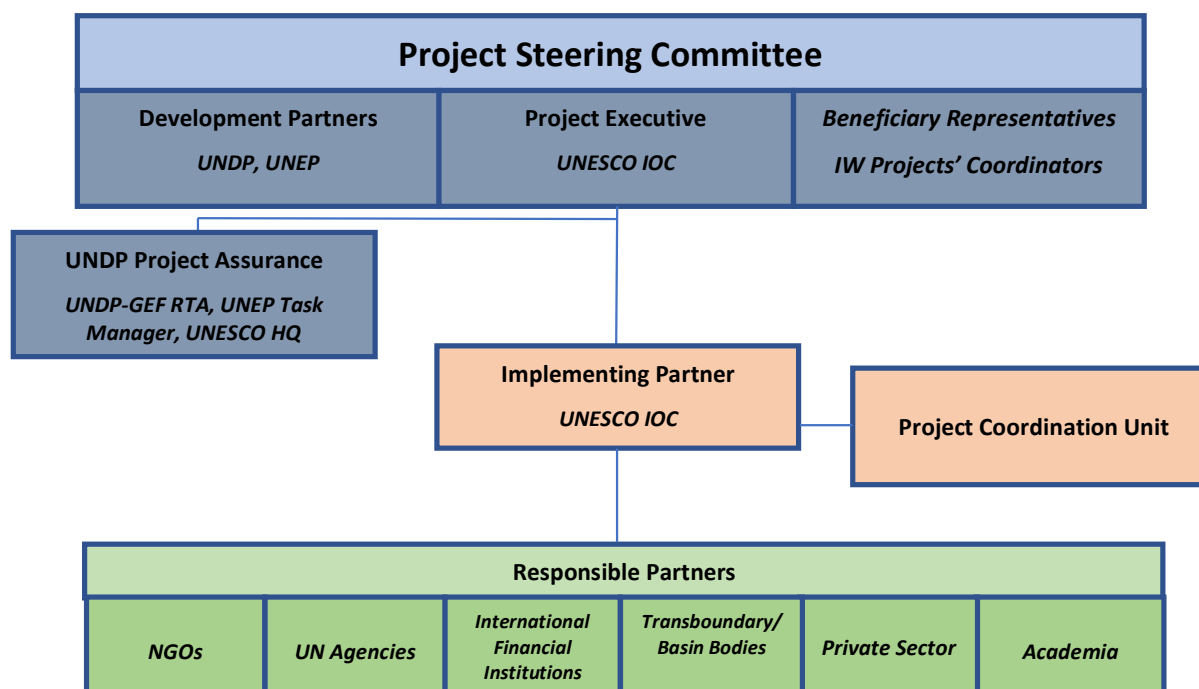 Project Steering Committee
Development Partners
UNDP, UNEP
Project Executive
UNESCO IOC
Beneficiary Representatives
IW Projects’ Coordinators
UNDP Project Assurance
UNDP-GEF RTA, UNEP Task
Manager, UNESCO HQ
Implementing Partner
UNESCO IOC
Project Coordination Unit
Responsible Partners
NGOs
UN Agencies
International
Financial
Institutions
Transboundary/
Basin Bodies
Private Sector
Academia